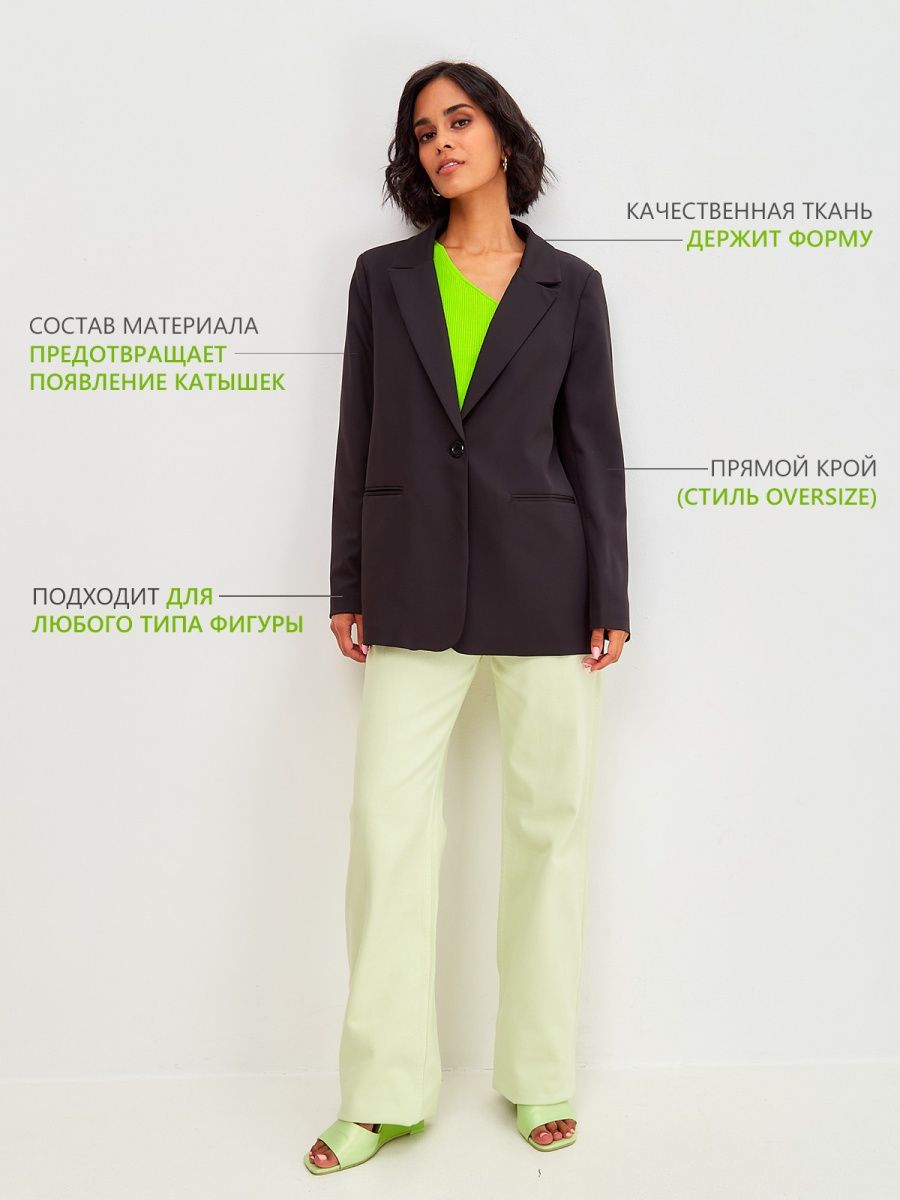 КАЧЕСТВЕННАЯ ТКАНЬ
ДЕРЖИТ ФОРМУ
СОСТАВ МАТЕРИАЛА
ПРЕДОТВРАЩАЕТ
ПОЯВЛЕНИЕ КАТЫШЕК
ПРЯМОЙ КРОЙ
(СТИЛЬ OVERSIZE)
ПОДХОДИТ ДЛЯ
ЛЮБОГО ТИПА ФИГУРЫ